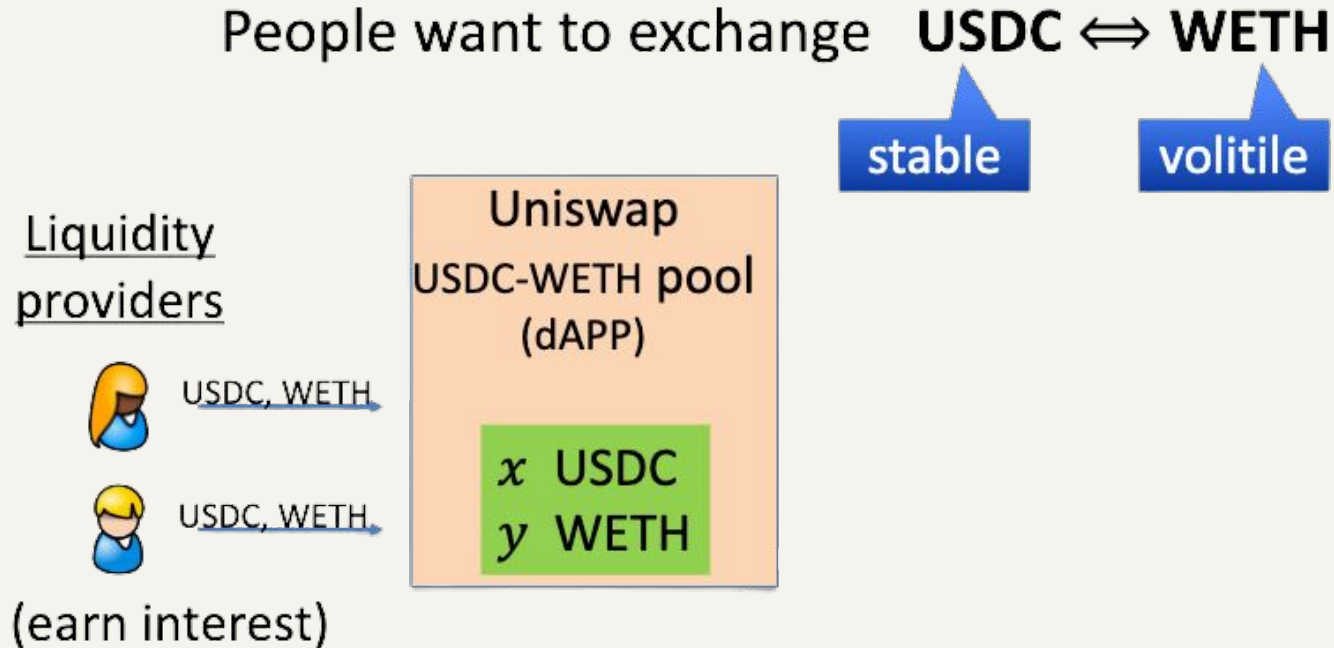 People want to exchange USDC ⟺ WETH
stable
volitile
Liquidity
providers
USDC, WETH
USDC, WETH
(earn interest)
Uniswap
USDC-WETH pool
(dAPP)
x USDC
y WETH